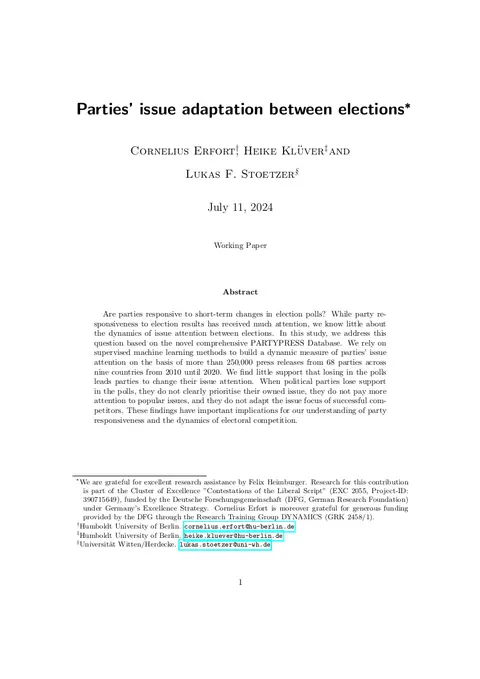 Parties' issue adaptation between elections*
Cornelius Erfort†, Heike Klüver‡and
Lukas F. Stoetzer§
July 11, 2024
Working Paper
Abstract
Are parties responsive to short-term changes in election polls? While party re-
sponsiveness to election results has received much attention, we know little about
the dynamics of issue attention between elections. In this study, we address this
question based on the novel comprehensive PARTYPRESS Database. We rely on
supervised machine learning methods to build a dynamic measure of parties' issue
attention on the basis of more than 250,000 press releases from 68 parties across
nine countries from 2010 until 2020. We find little support that losing in the polls
leads parties to change their issue attention. When political parties lose support
in the polls, they do not clearly prioritise their owned issue, they do not pay more
attention to popular issues, and they do not adapt the issue focus of successful com-
petitors. These findings have important implications for our understanding of party
responsiveness and the dynamics of electoral competition.
*We are grateful for excellent research assistance by Felix Heimburger. Research for this contribution
is part of the Cluster of Excellence "Contestations of the Liberal Script" (EXC 2055, Project-ID:
390715649), funded by the Deutsche Forschungsgemeinschaft (DFG, German Research Foundation)
under Germany's Excellence Strategy. Cornelius Erfort is moreover grateful for generous funding
provided by the DFG through the Research Training Group DYNAMICS (GRK 2458/1).
†Humboldt University of Berlin. cornelius.erfort@hu-berlin.de
‡Humboldt University of Berlin. heike.kluever@hu-berlin.de
§Universität Witten/Herdecke. lukas.stoetzer@uni-wh.de
1